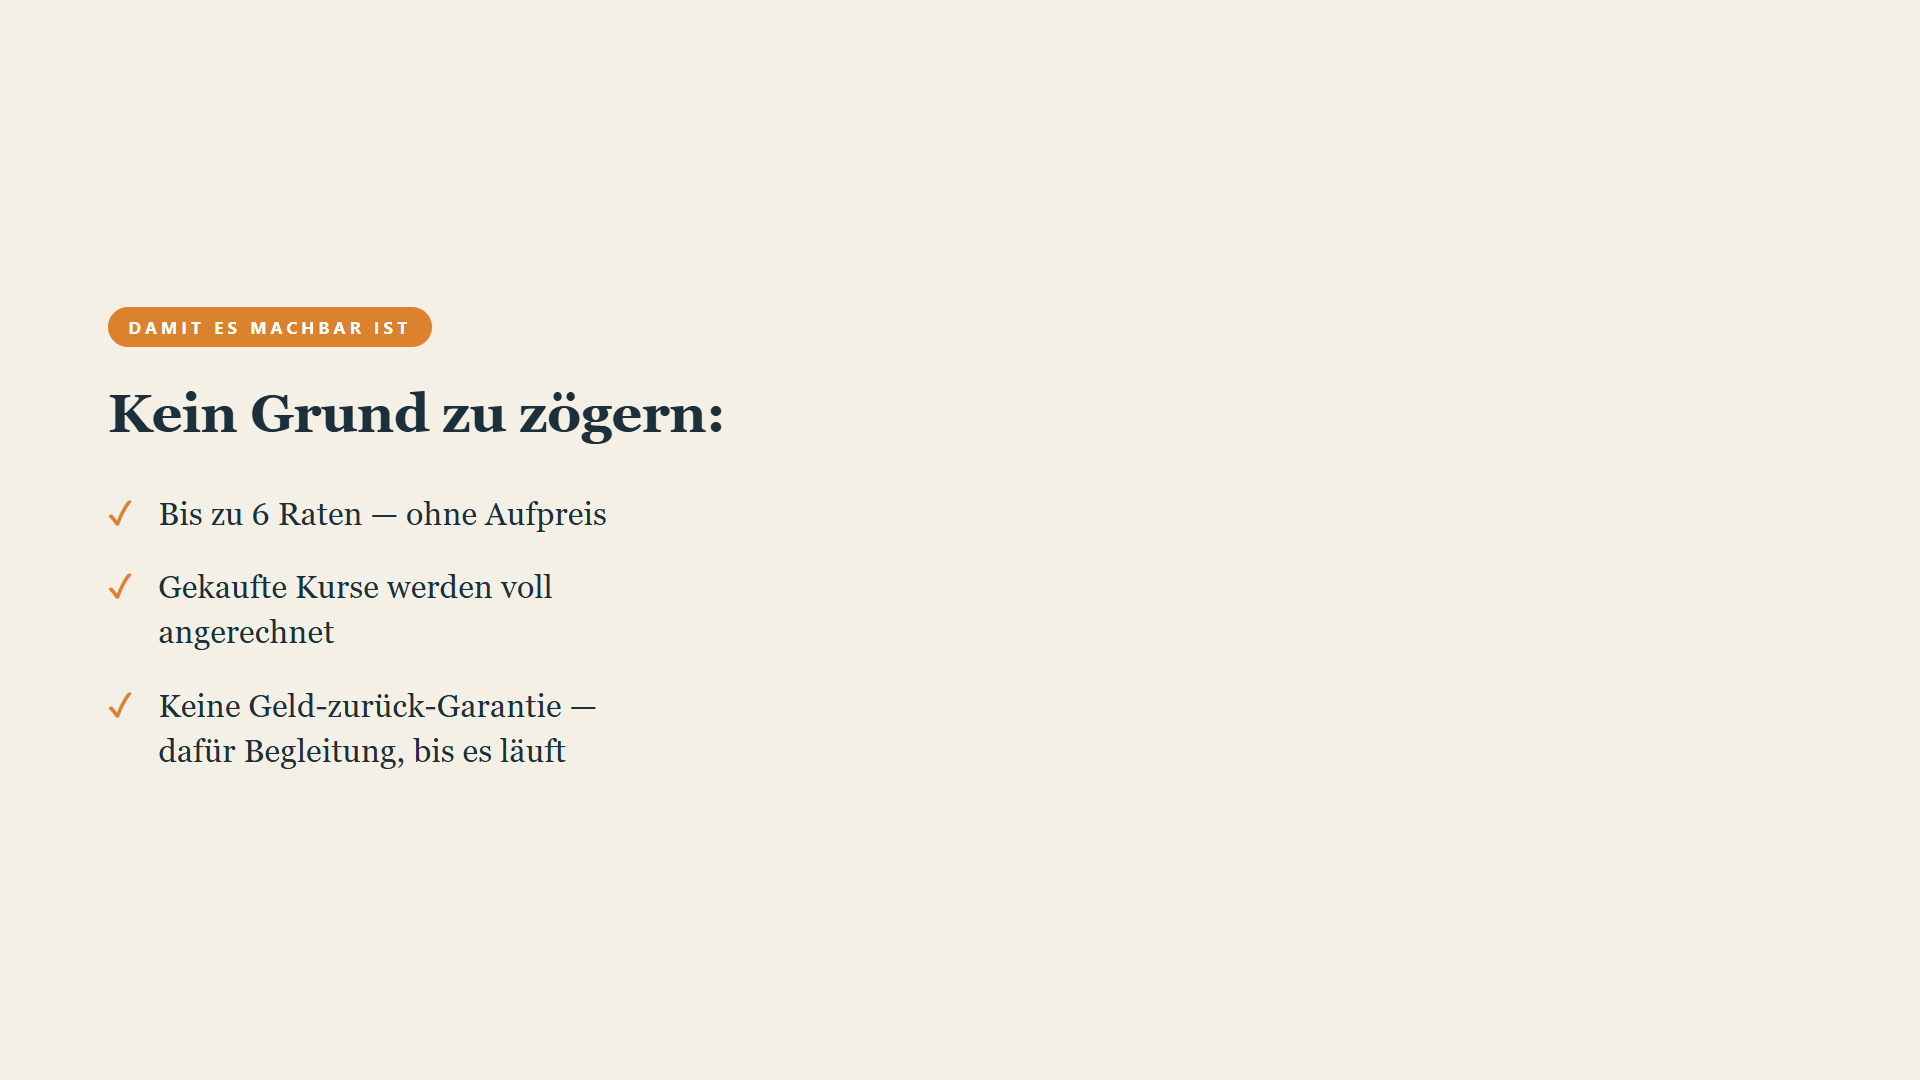 DAMIT ES MACHBAR IST
Kein Grund zu zögern:
✓ Bis zu 6 Raten — ohne Aufpreis
✓ Gekaufte Kurse werden voll
angerechnet
✓ Keine Geld-zurück-Garantie —
dafür Begleitung, bis es läuft